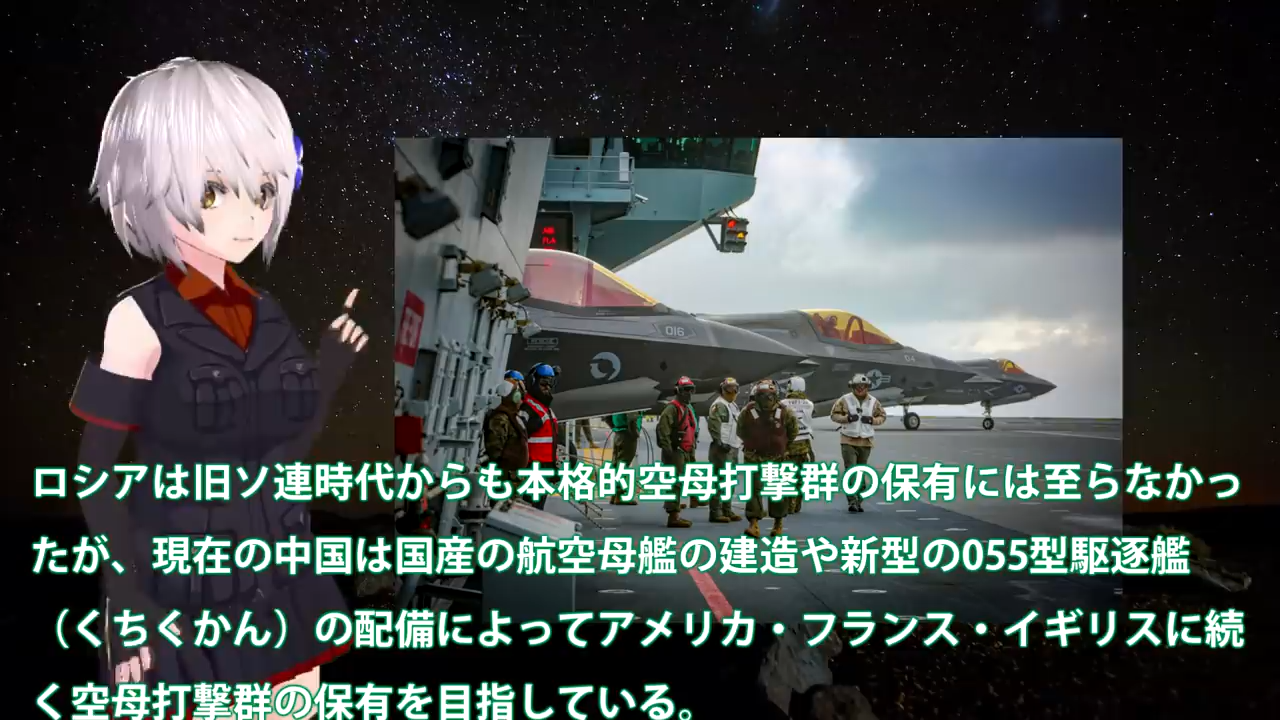 016
04
ロシアは旧ソ連時代からも本格的空母打撃群の保有には至らなかっ
たが、現在の中国は国産の航空母艦の建造や新型の055型駆逐艦
（くちくかん）の配備によってアメリカ・フランス・イギリスに続
く空母打撃群の保有を目指している。